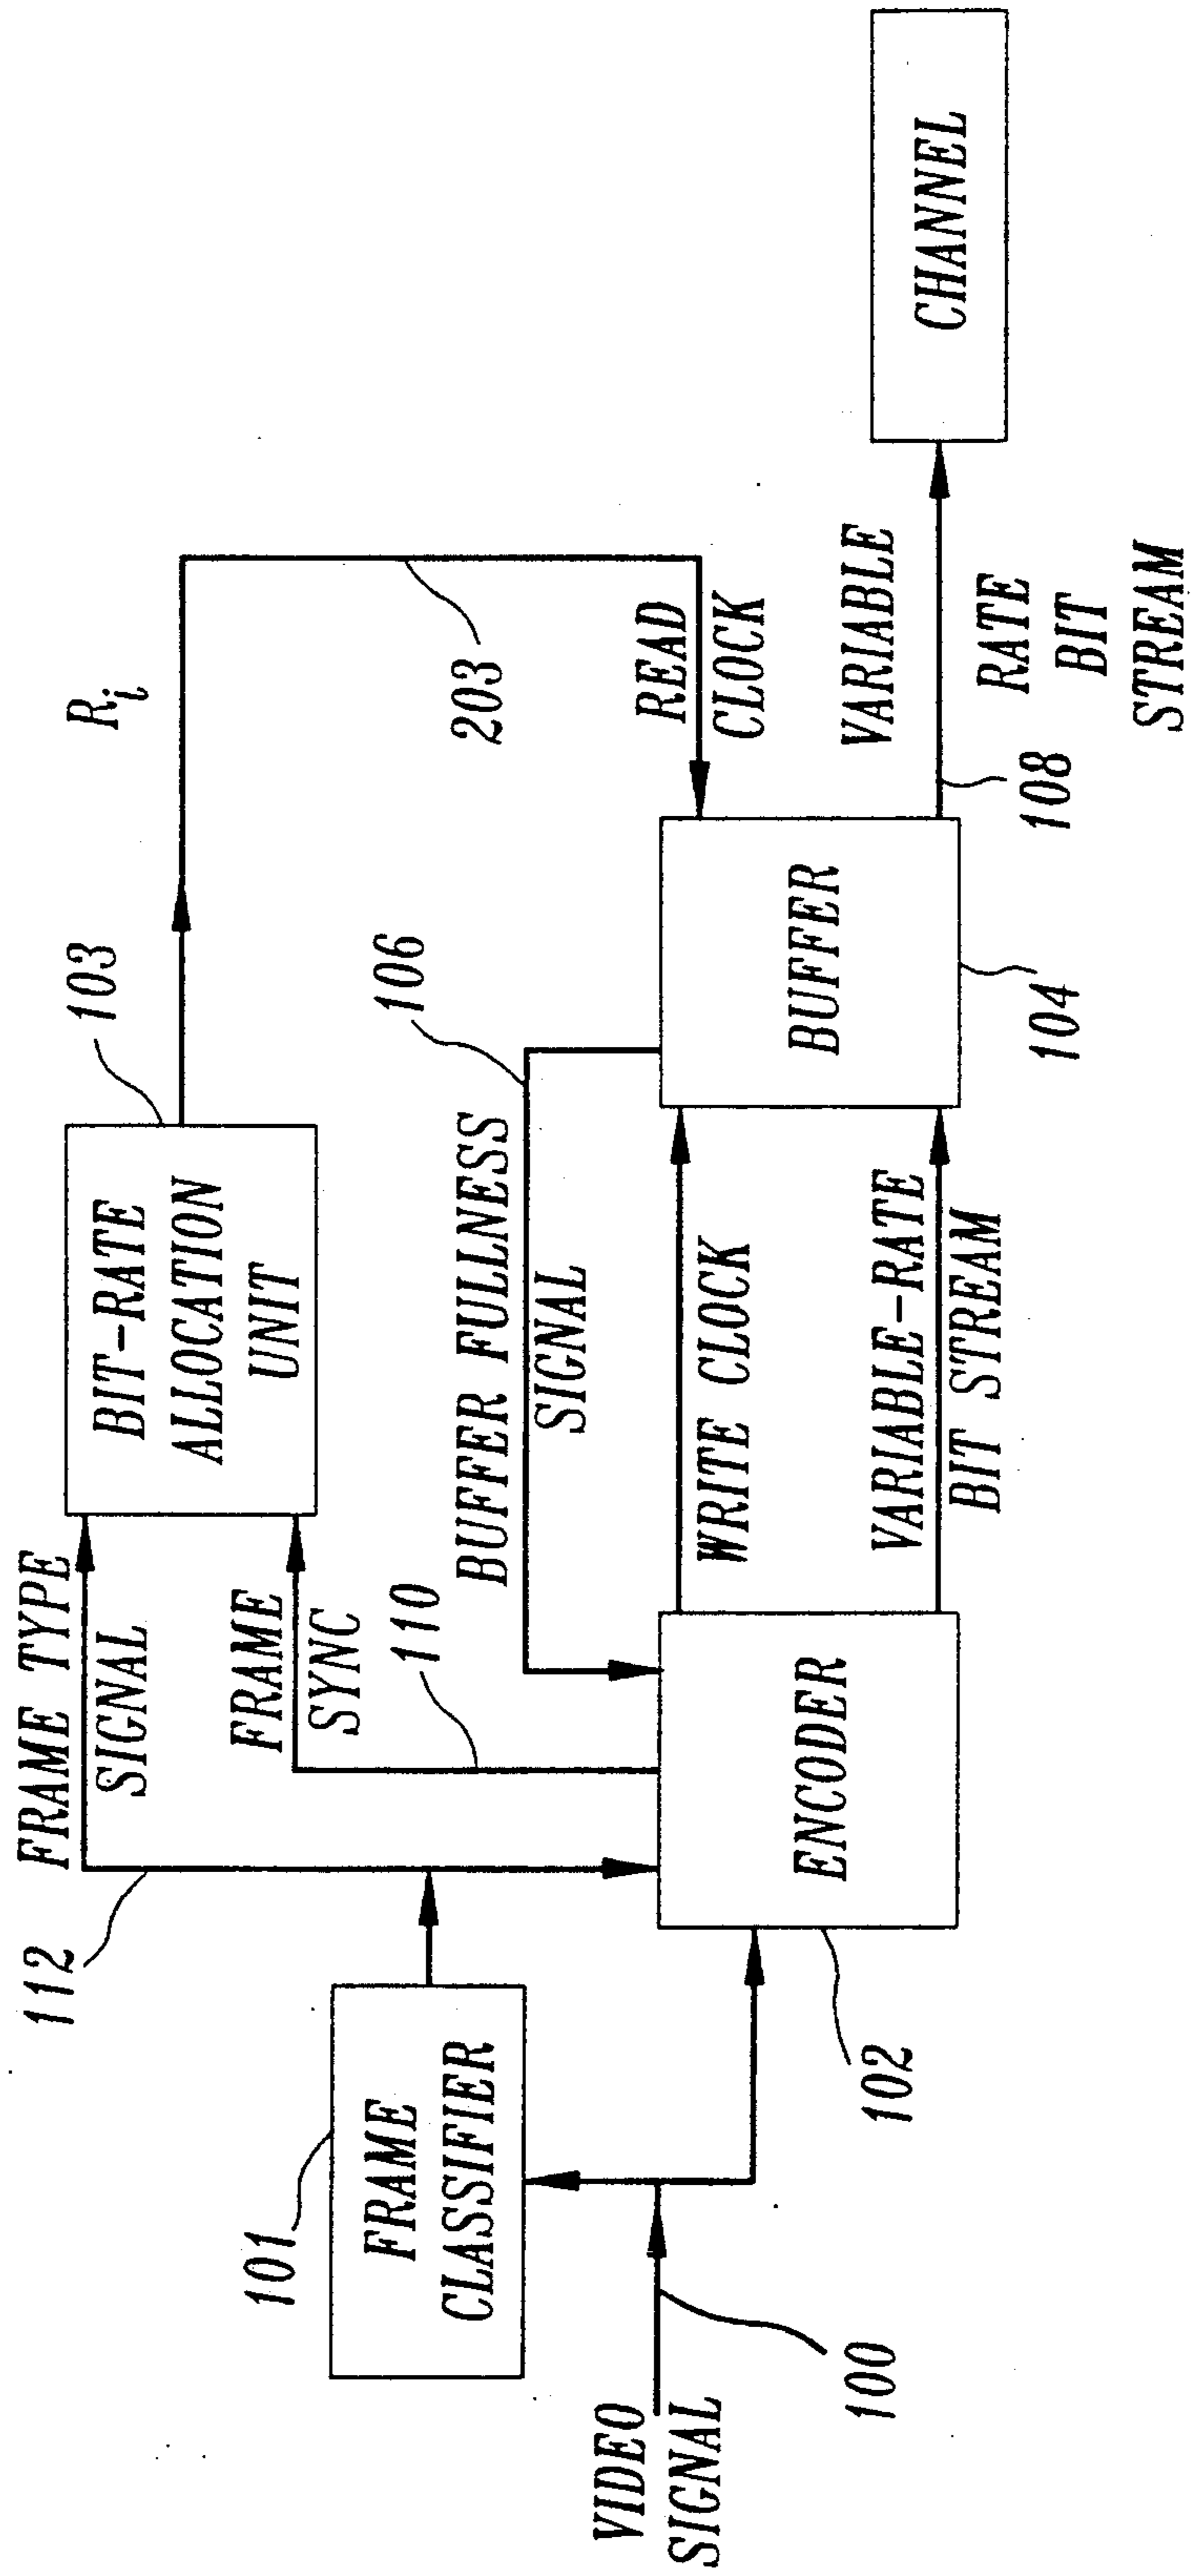 FRAME TYPE
SIGNAL
112
BIT-RATE
ALLOCATION
UNIT
103
R_i
FRAME
SYNC
110
101
FRAME
CLASSIFIER
BUFFER FULLNESS
SIGNAL
106
203
READ
CLOCK
VIDEO
SIGNAL
100
ENCODER
102
WRITE CLOCK
VARIABLE-RATE
BIT STREAM
BUFFER
104
VARIABLE
RATE
BIT
STREAM
108
CHANNEL